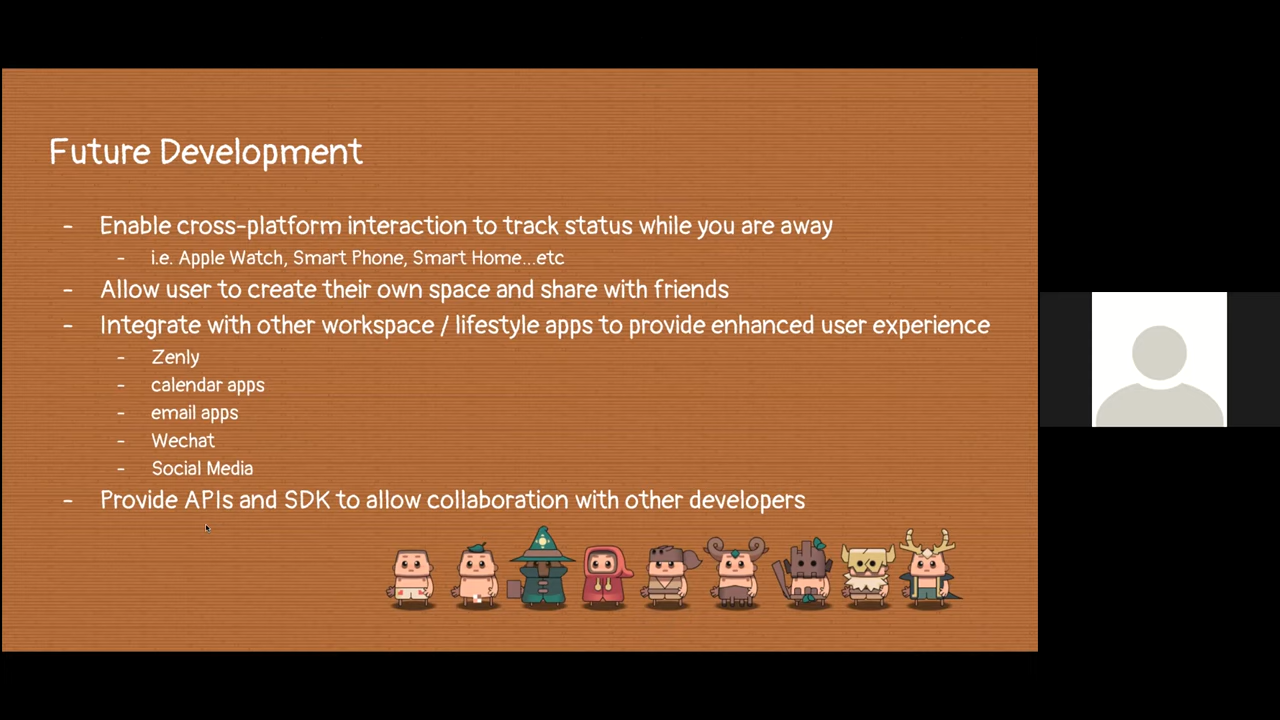 Future Development
- Enable cross-platform interaction to track status while you are away
- i.e. Apple Watch, Smart Phone, Smart Home...etc
- Allow user to create their own space and share with friends
- Integrate with other workspace / lifestyle apps to provide enhanced user experience
- Zenly
- calendar apps
- email apps
- Wechat
- Social Media
- Provide APIs and SDK to allow collaboration with other developers